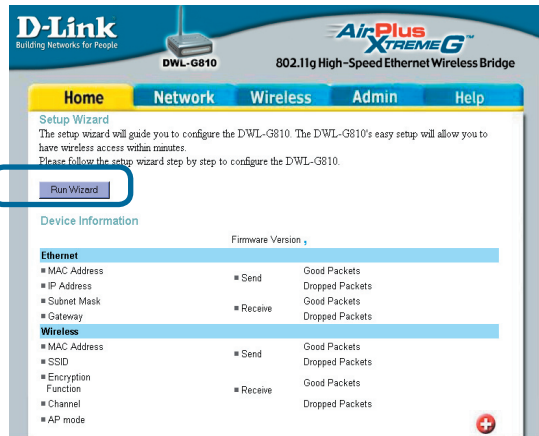 D-Link
Building Networks for People
DWL-G810
AirPlus
XTREME G™
802.11g High-Speed Ethernet Wireless Bridge
Home Network Wireless Admin Help
Setup Wizard
The setup wizard will guide you to configure the DWL-G810. The DWL-G810's easy setup will allow you to
have wireless access within minutes.
Please follow the setup wizard step by step to configure the DWL-G810.
Run Wizard
Device Information
Firmware Version ,
Ethernet
MAC Address
IP Address
Send
Good Packets
Dropped Packets
Subnet Mask
Gateway
Receive
Good Packets
Dropped Packets
Wireless
MAC Address
SSID
Send
Good Packets
Dropped Packets
Encryption
Function
Receive
Good Packets
Channel
Dropped Packets
AP mode